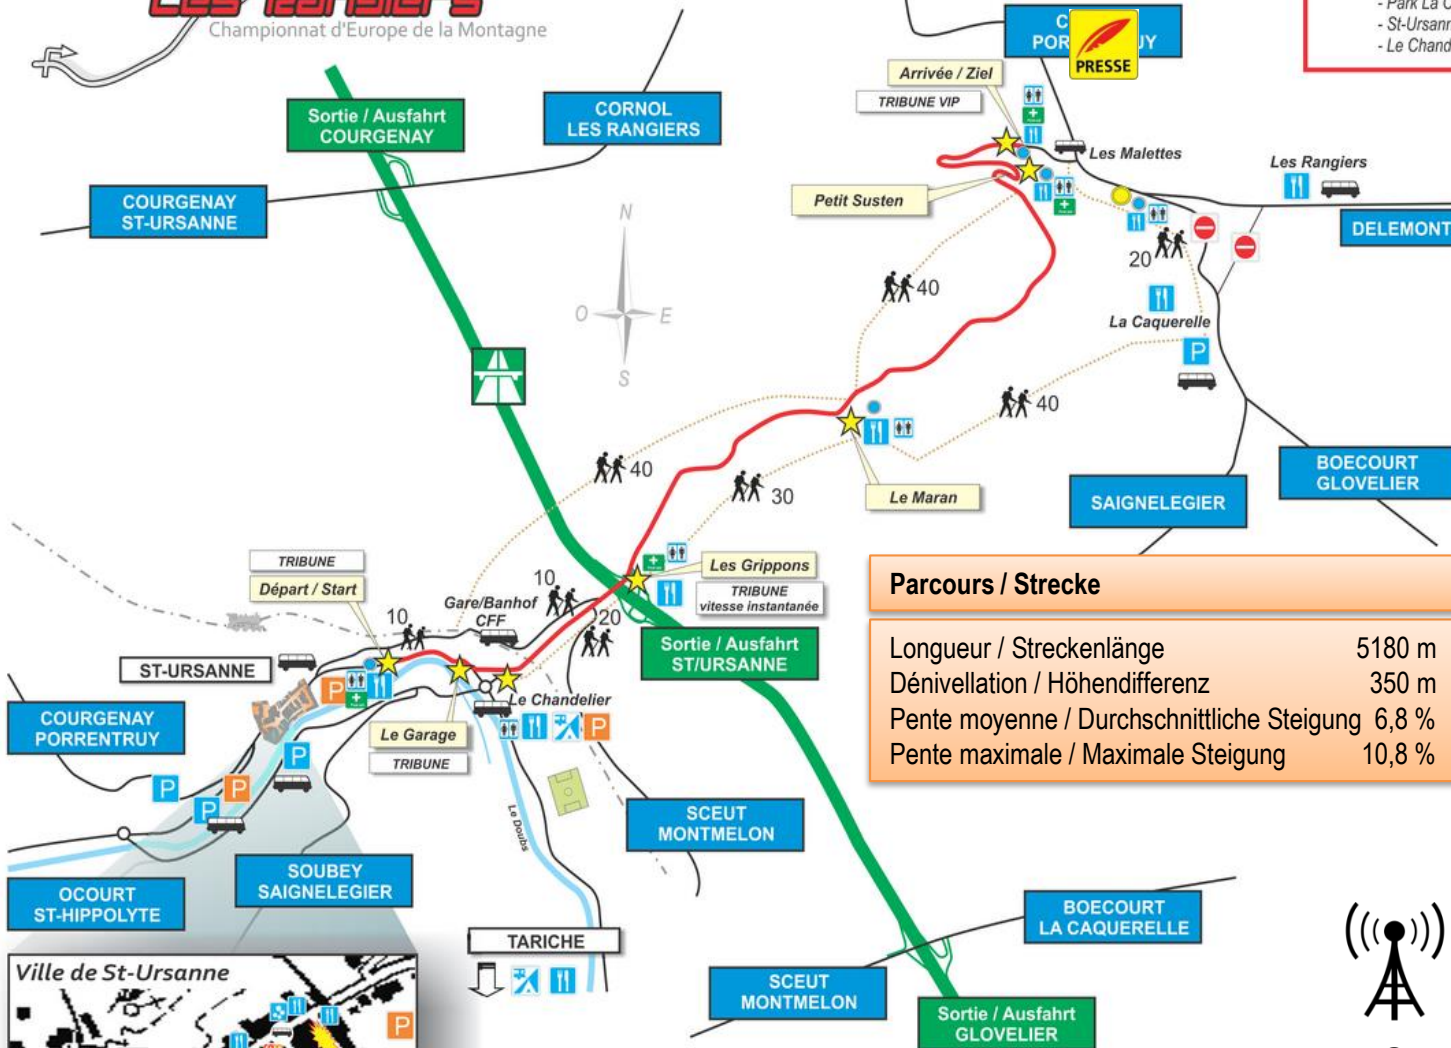 Les Rangiers
Championnat d'Europe de la Montagne
- Park La C
- St-Ursann
- Le Chand
PRESSE
Arrivée / Ziel
TRIBUNE VIP
Sortie / Ausfahrt
COURGENAY
CORNOL
LES RANGIERS
Les Malettes
Les Rangiers
COURGENAY
ST-URSANNE
Petit Susten
DELEMONT
N
O
E
S
20
40
La Caquerelle
P
40
40
30
Le Maran
SAIGNELEGIER
BOECOURT
GLOVELIER
TRIBUNE
Départ / Start
10
Gare/Banhof
CFF
10
20
Les Grippons
TRIBUNE
vitesse instantanée
Sortie / Ausfahrt
ST/URSANNE
Parcours / Strecke
Longueur / Streckenlänge 5180 m
Dénivellation / Höhendifferenz 350 m
Pente moyenne / Durchschnittliche Steigung 6,8 %
Pente maximale / Maximale Steigung 10,8 %
ST-URSANNE
P
Le Chandelier
P
COURGENAY
PORRENTRUY
Le Garage
TRIBUNE
P
P
P
P
Le Doubs
SCEUT
MONTMELON
SOUBEY
SAIGNELEGIER
OCOURT
ST-HIPPOLYTE
TARICHE
BOECOURT
LA CAQUERELLE
SCEUT
MONTMELON
Sortie / Ausfahrt
GLOVELIER
Ville de St-Ursanne
P